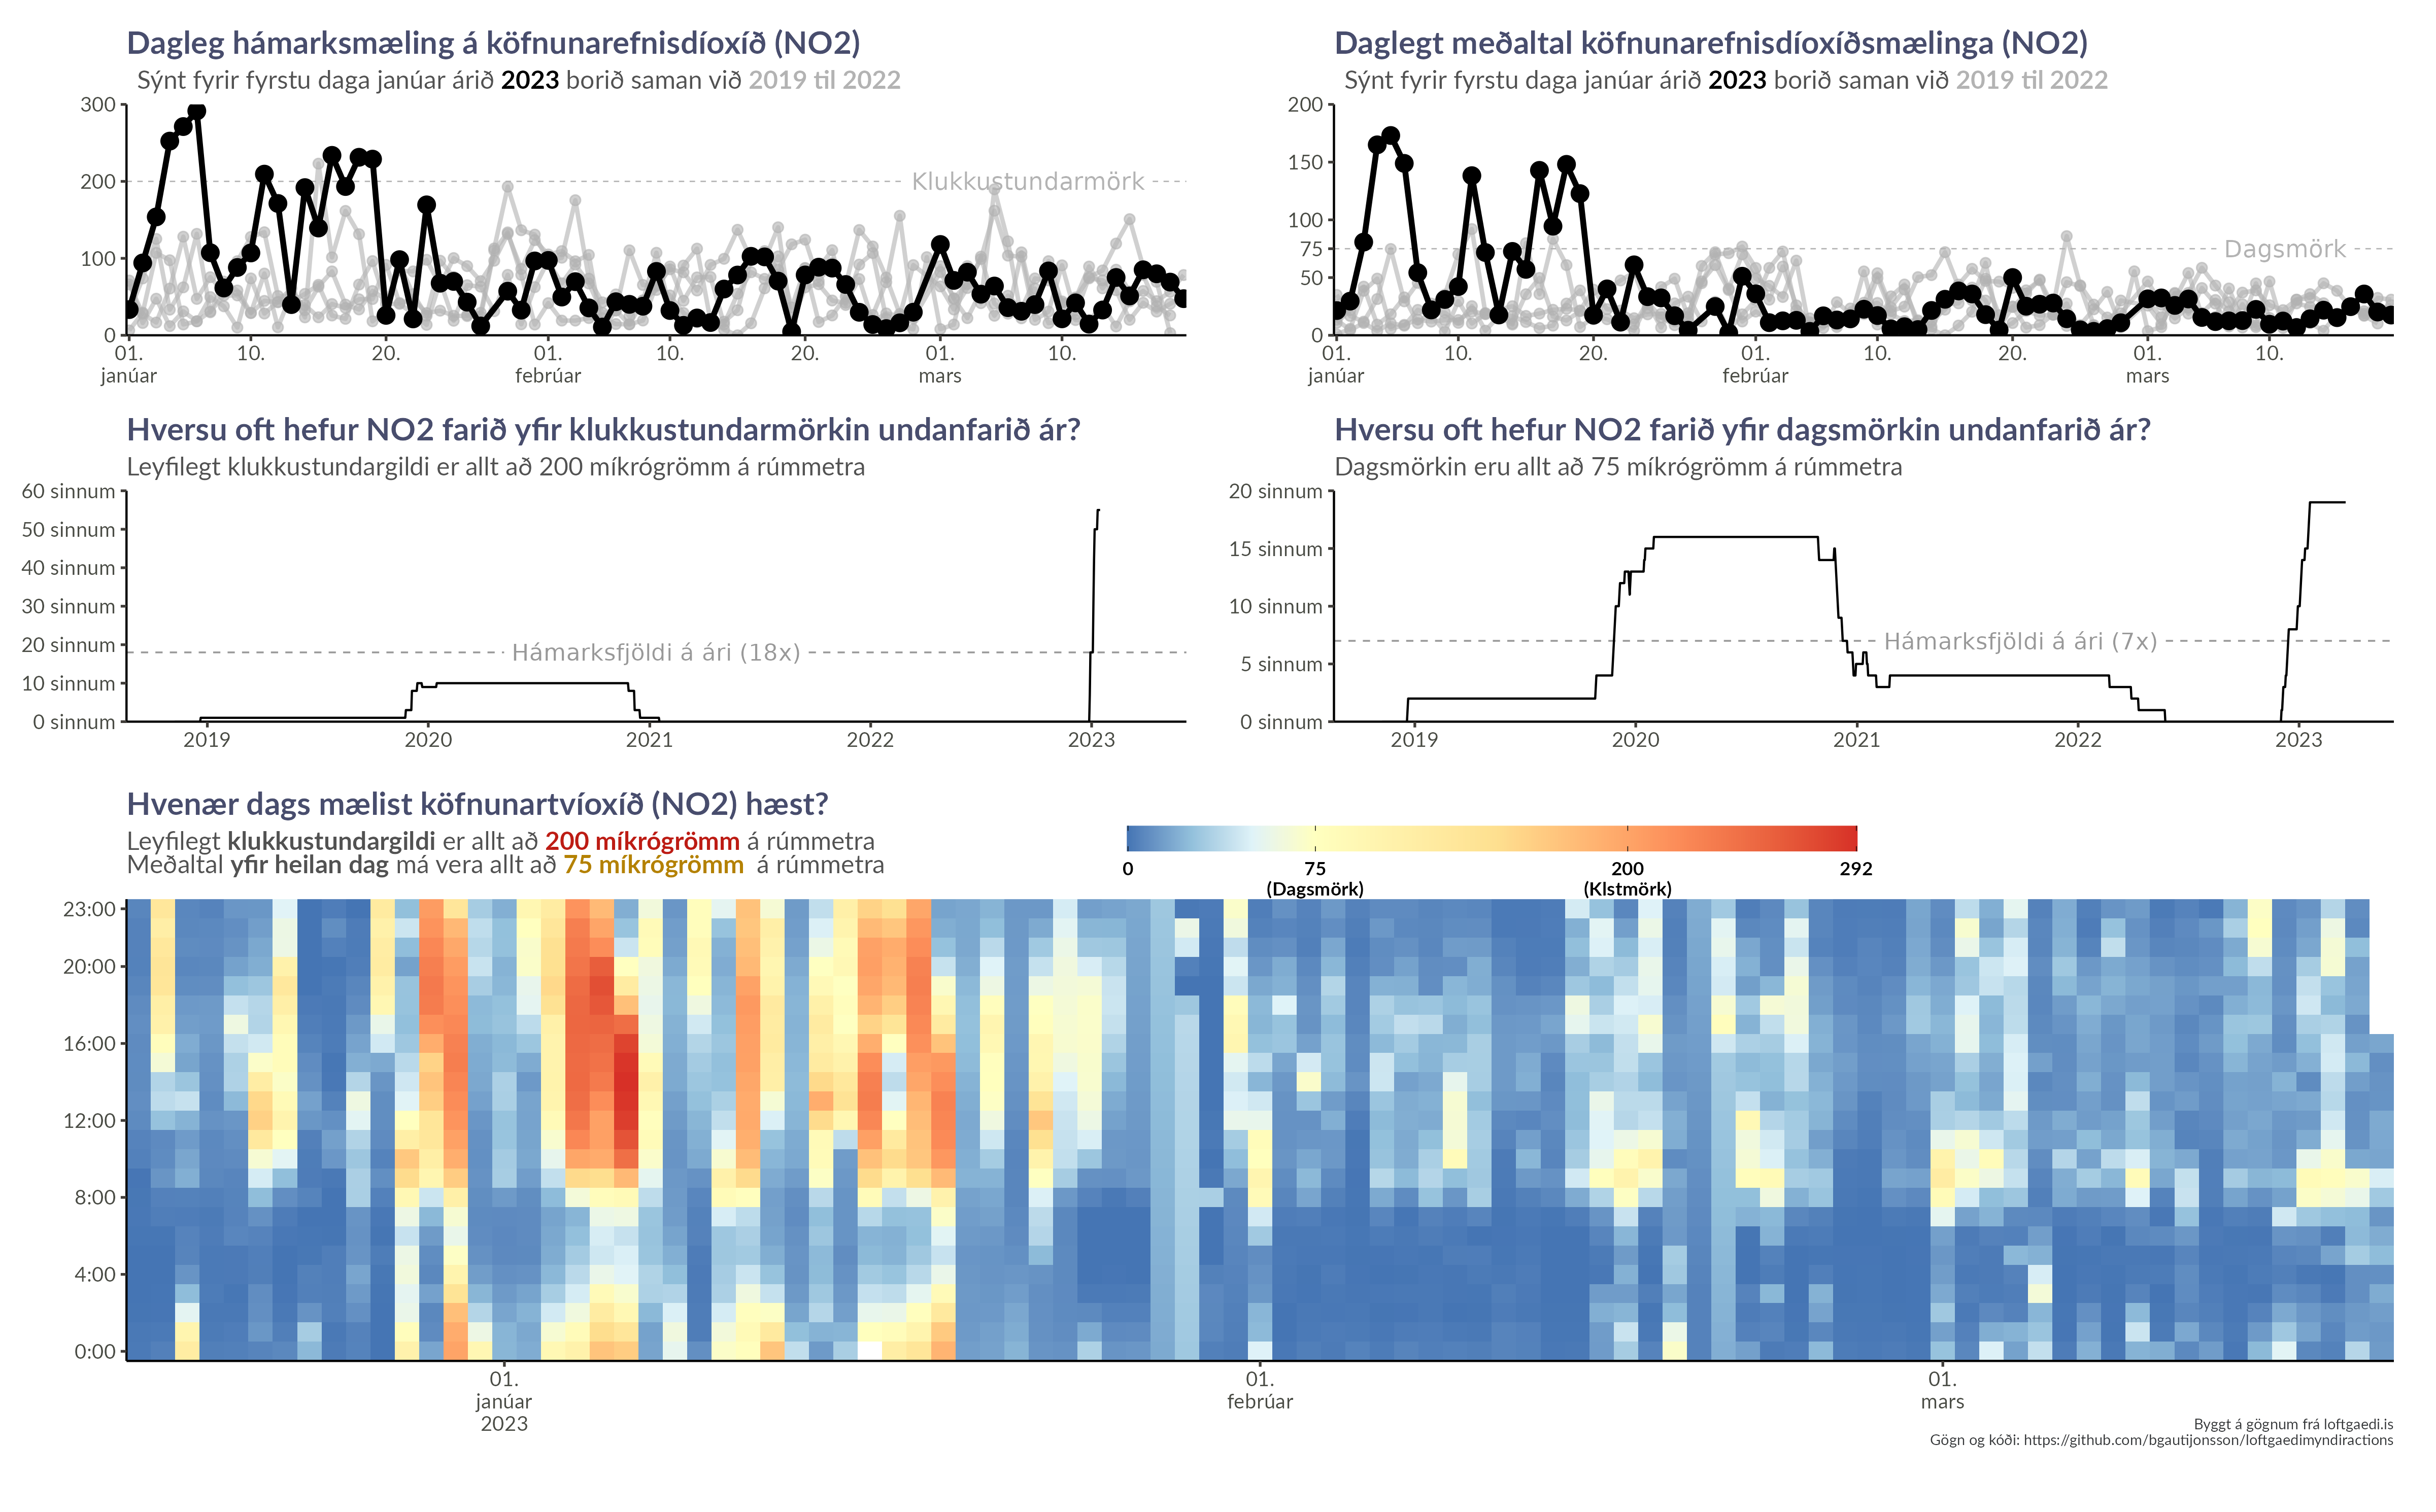 Dagleg hámarksmæling á köfnunarefnisdíoxíð (NO2)
Sýnt fyrir fyrstu daga janúar árið 2023 borið saman við 2019 til 2022
300
200
100
0
Klukkustundarmörk
01.
janúar
10.
20.
01.
febrúar
10.
20.
01.
mars
10.
Daglegt meðaltal köfnunarefnisdíoxíðsmælinga (NO2)
Sýnt fyrir fyrstu daga janúar árið 2023 borið saman við 2019 til 2022
200
150
100
75
50
0
Dagsmörk
01.
janúar
10.
20.
01.
febrúar
10.
20.
01.
mars
10.
Hversu oft hefur NO2 farið yfir klukkustundarmörkin undanfarið ár?
Leyfilegt klukkustundargildi er allt að 200 míkrógrömm á rúmmetra
60 sinnum
50 sinnum
40 sinnum
30 sinnum
20 sinnum
10 sinnum
0 sinnum
Hámarksfjöldi á ári (18x)
2019
2020
2021
2022
2023
Hversu oft hefur NO2 farið yfir dagsmörkin undanfarið ár?
Dagsmörkin eru allt að 75 míkrógrömm á rúmmetra
20 sinnum
15 sinnum
10 sinnum
5 sinnum
0 sinnum
Hámarksfjöldi á ári (7x)
2019
2020
2021
2022
2023
Hvenær dags mælist köfnunartvíoxíð (NO2) hæst?
Leyfilegt klukkustundargildi er allt að 200 míkrógrömm á rúmmetra
Meðaltal yfir heilan dag má vera allt að 75 míkrógrömm á rúmmetra
0
75
(Dagsmörk)
200
(Klstmörk)
292
23:00
20:00
16:00
12:00
8:00
4:00
0:00
01.
janúar
2023
01.
febrúar
01.
mars
Byggt á gögnum frá loftgaedi.is
Gögn og kóði: https://github.com/bgautijonsson/loftgaedimyndiractions